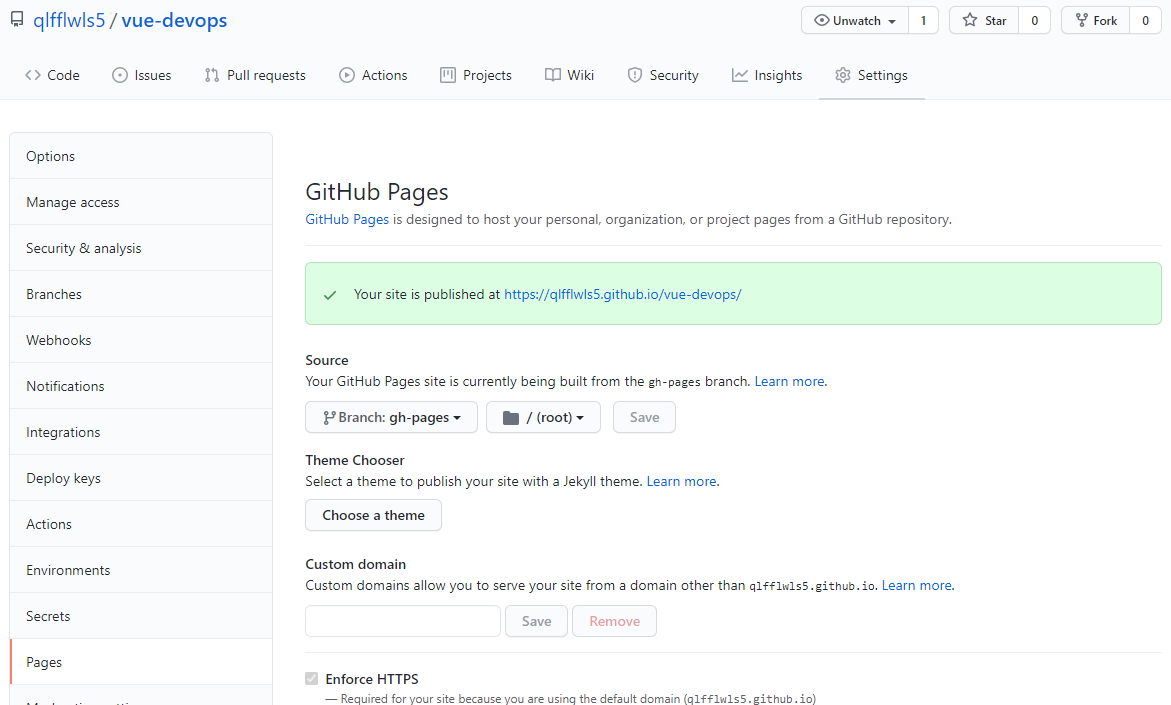 qlfflwls5 / vue-devops
Unwatch 1 Star 0 Fork 0
Code Issues Pull requests Actions Projects Wiki Security Insights Settings
Options
Manage access
Security & analysis
Branches
Webhooks
Notifications
Integrations
Deploy keys
Actions
Environments
Secrets
Pages
GitHub Pages
GitHub Pages is designed to host your personal, organization, or project pages from a GitHub repository.
Your site is published at https://qlfflwls5.github.io/vue-devops/
Source
Your GitHub Pages site is currently being built from the gh-pages branch. Learn more.
Branch: gh-pages / (root) Save
Theme Chooser
Select a theme to publish your site with a Jekyll theme. Learn more.
Choose a theme
Custom domain
Custom domains allow you to serve your site from a domain other than qlfflwls5.github.io. Learn more.
Save Remove
Enforce HTTPS
— Required for your site because you are using the default domain (qlfflwls5.github.io)